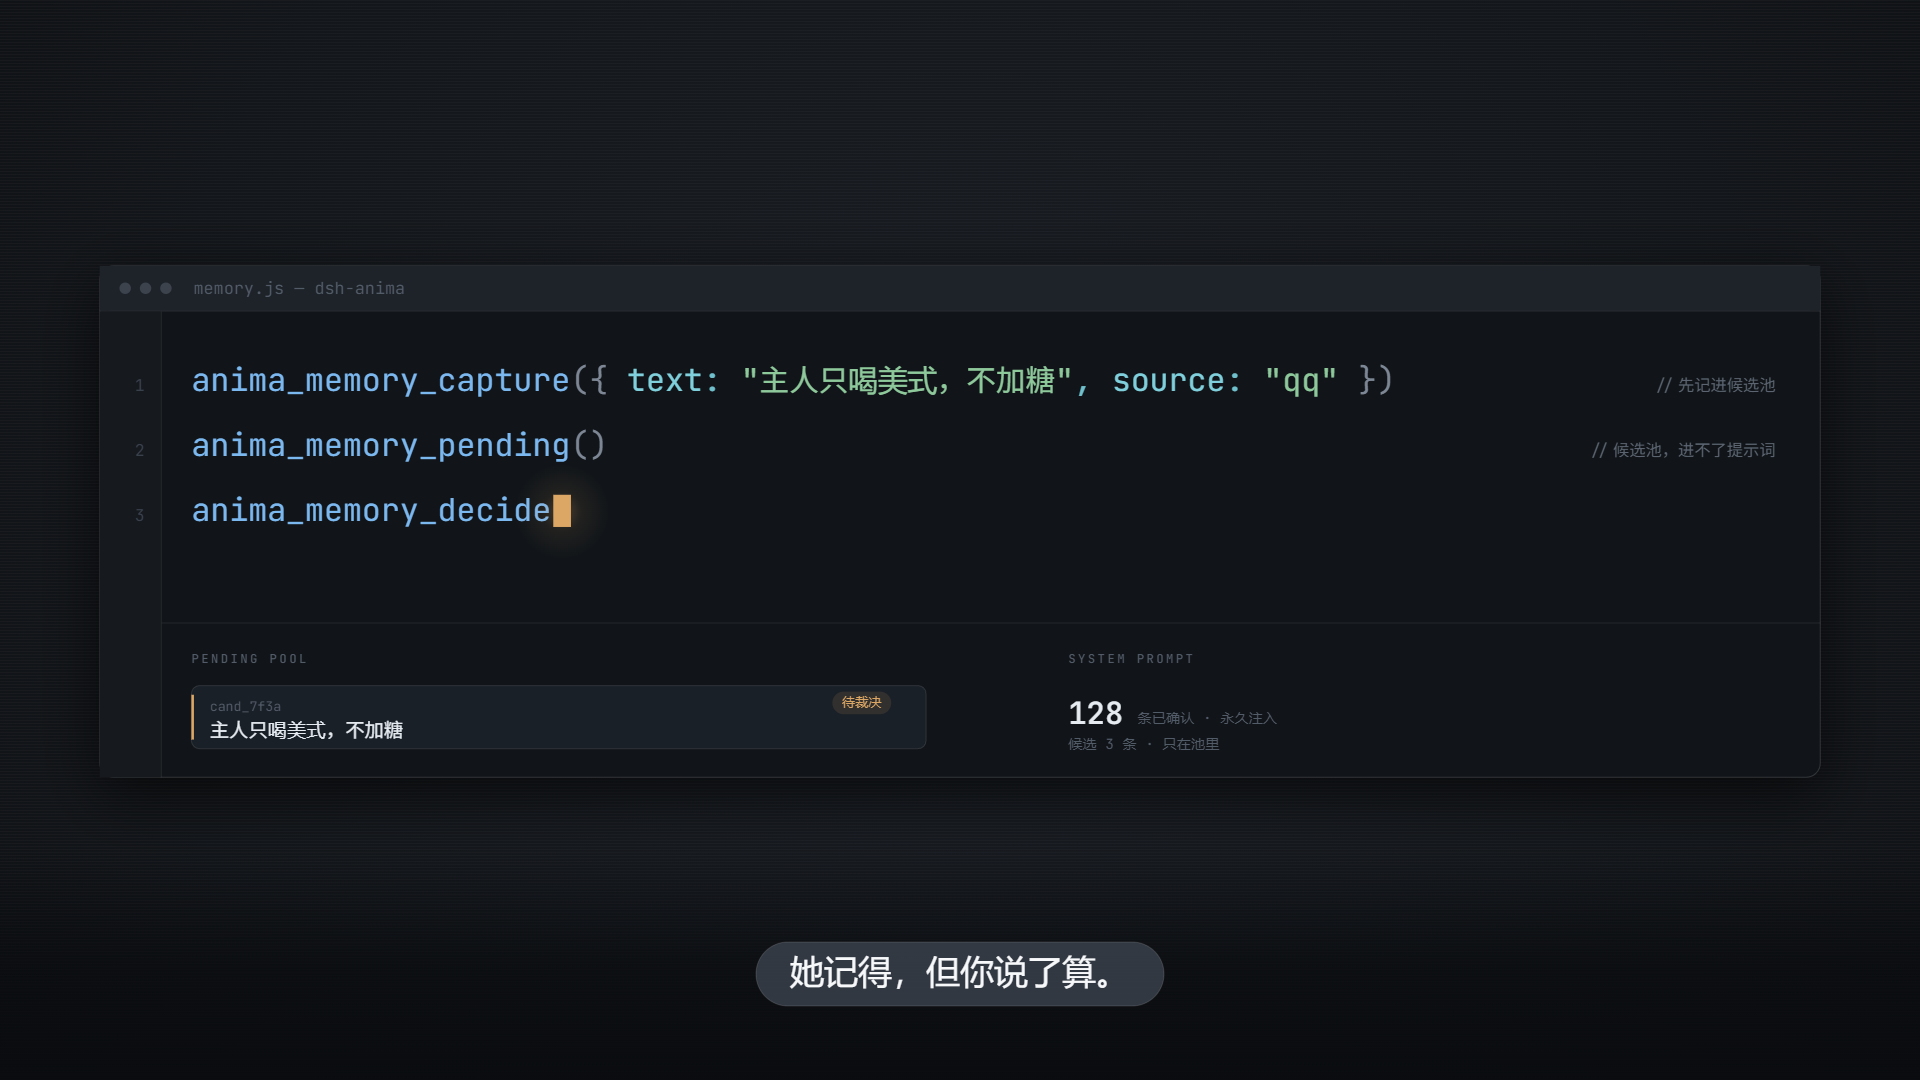 memory.js — dsh-anima
1 anima_memory_capture({ text: "主人只喝美式，不加糖", source: "qq" }) // 先记进候选池
2 anima_memory_pending() // 候选池，进不了提示词
3 anima_memory_decide
PENDING POOL
cand_7f3a 待裁决
主人只喝美式，不加糖
SYSTEM PROMPT
128 条已确认 · 永久注入
候选 3 条 · 只在池里
她记得，但你说了算。